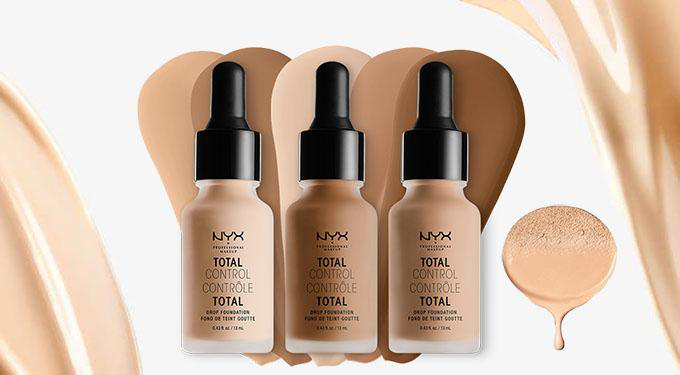 NYX
PROFESSIONAL
MAKEUP
TOTAL
CONTROL
CONTRÔLE
TOTAL
DROP FOUNDATION
FOND DE TEINT GOUTTE
0.43 fl. oz. / 13 mL
NYX
PROFESSIONAL
MAKEUP
TOTAL
CONTROL
CONTRÔLE
TOTAL
DROP FOUNDATION
FOND DE TEINT GOUTTE
0.43 fl. oz. / 13 mL
NYX
PROFESSIONAL
MAKEUP
TOTAL
CONTROL
CONTRÔLE
TOTAL
DROP FOUNDATION
FOND DE TEINT GOUTTE
0.43 fl. oz. / 13 mL